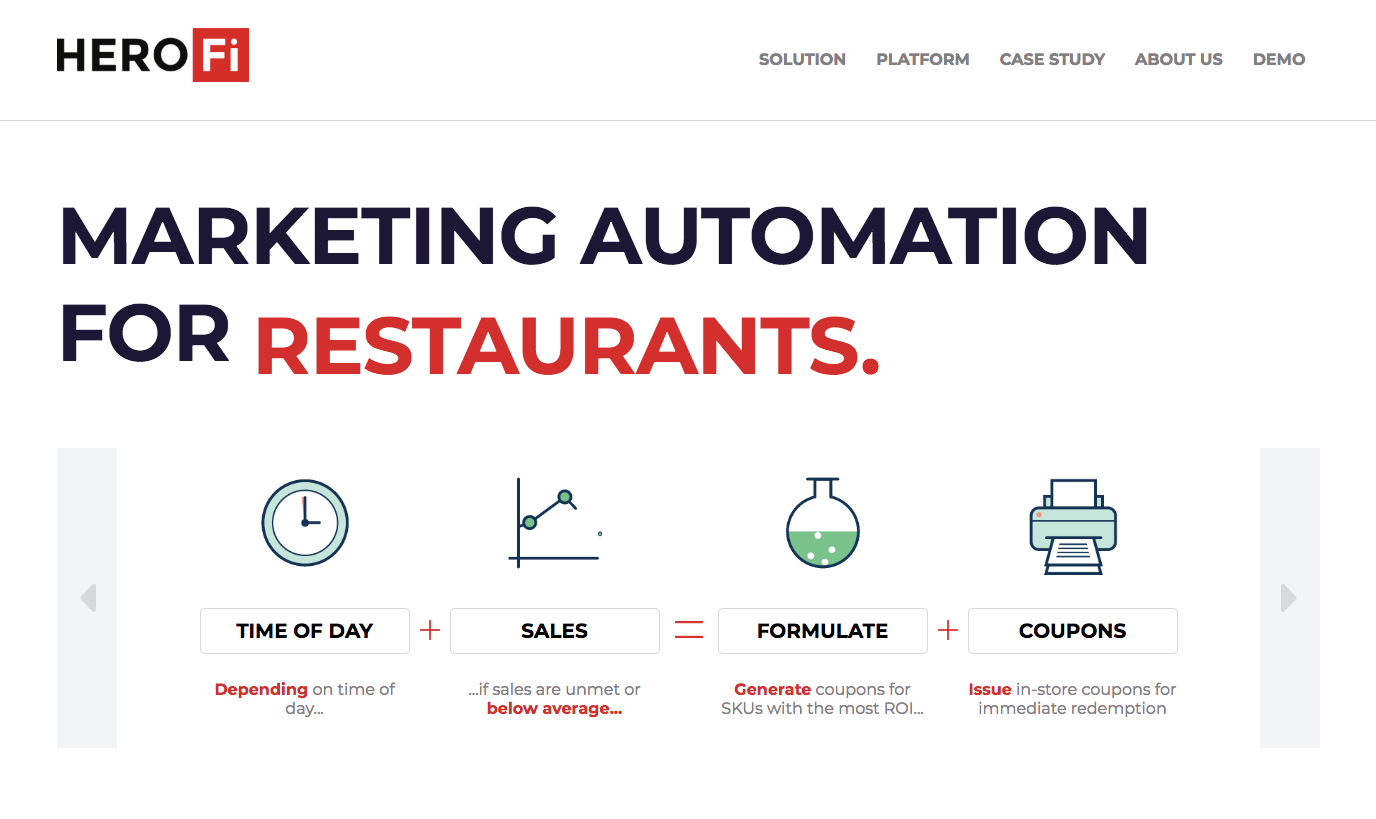 HERO Fi
SOLUTION PLATFORM CASE STUDY ABOUT US DEMO
MARKETING AUTOMATION
FOR RESTAURANTS.
TIME OF DAY + SALES = FORMULATE + COUPONS
Depending on time of
day...
...if sales are unmet or
below average...
Generate coupons for
SKUs with the most ROI...
Issue in-store coupons for
immediate redemption